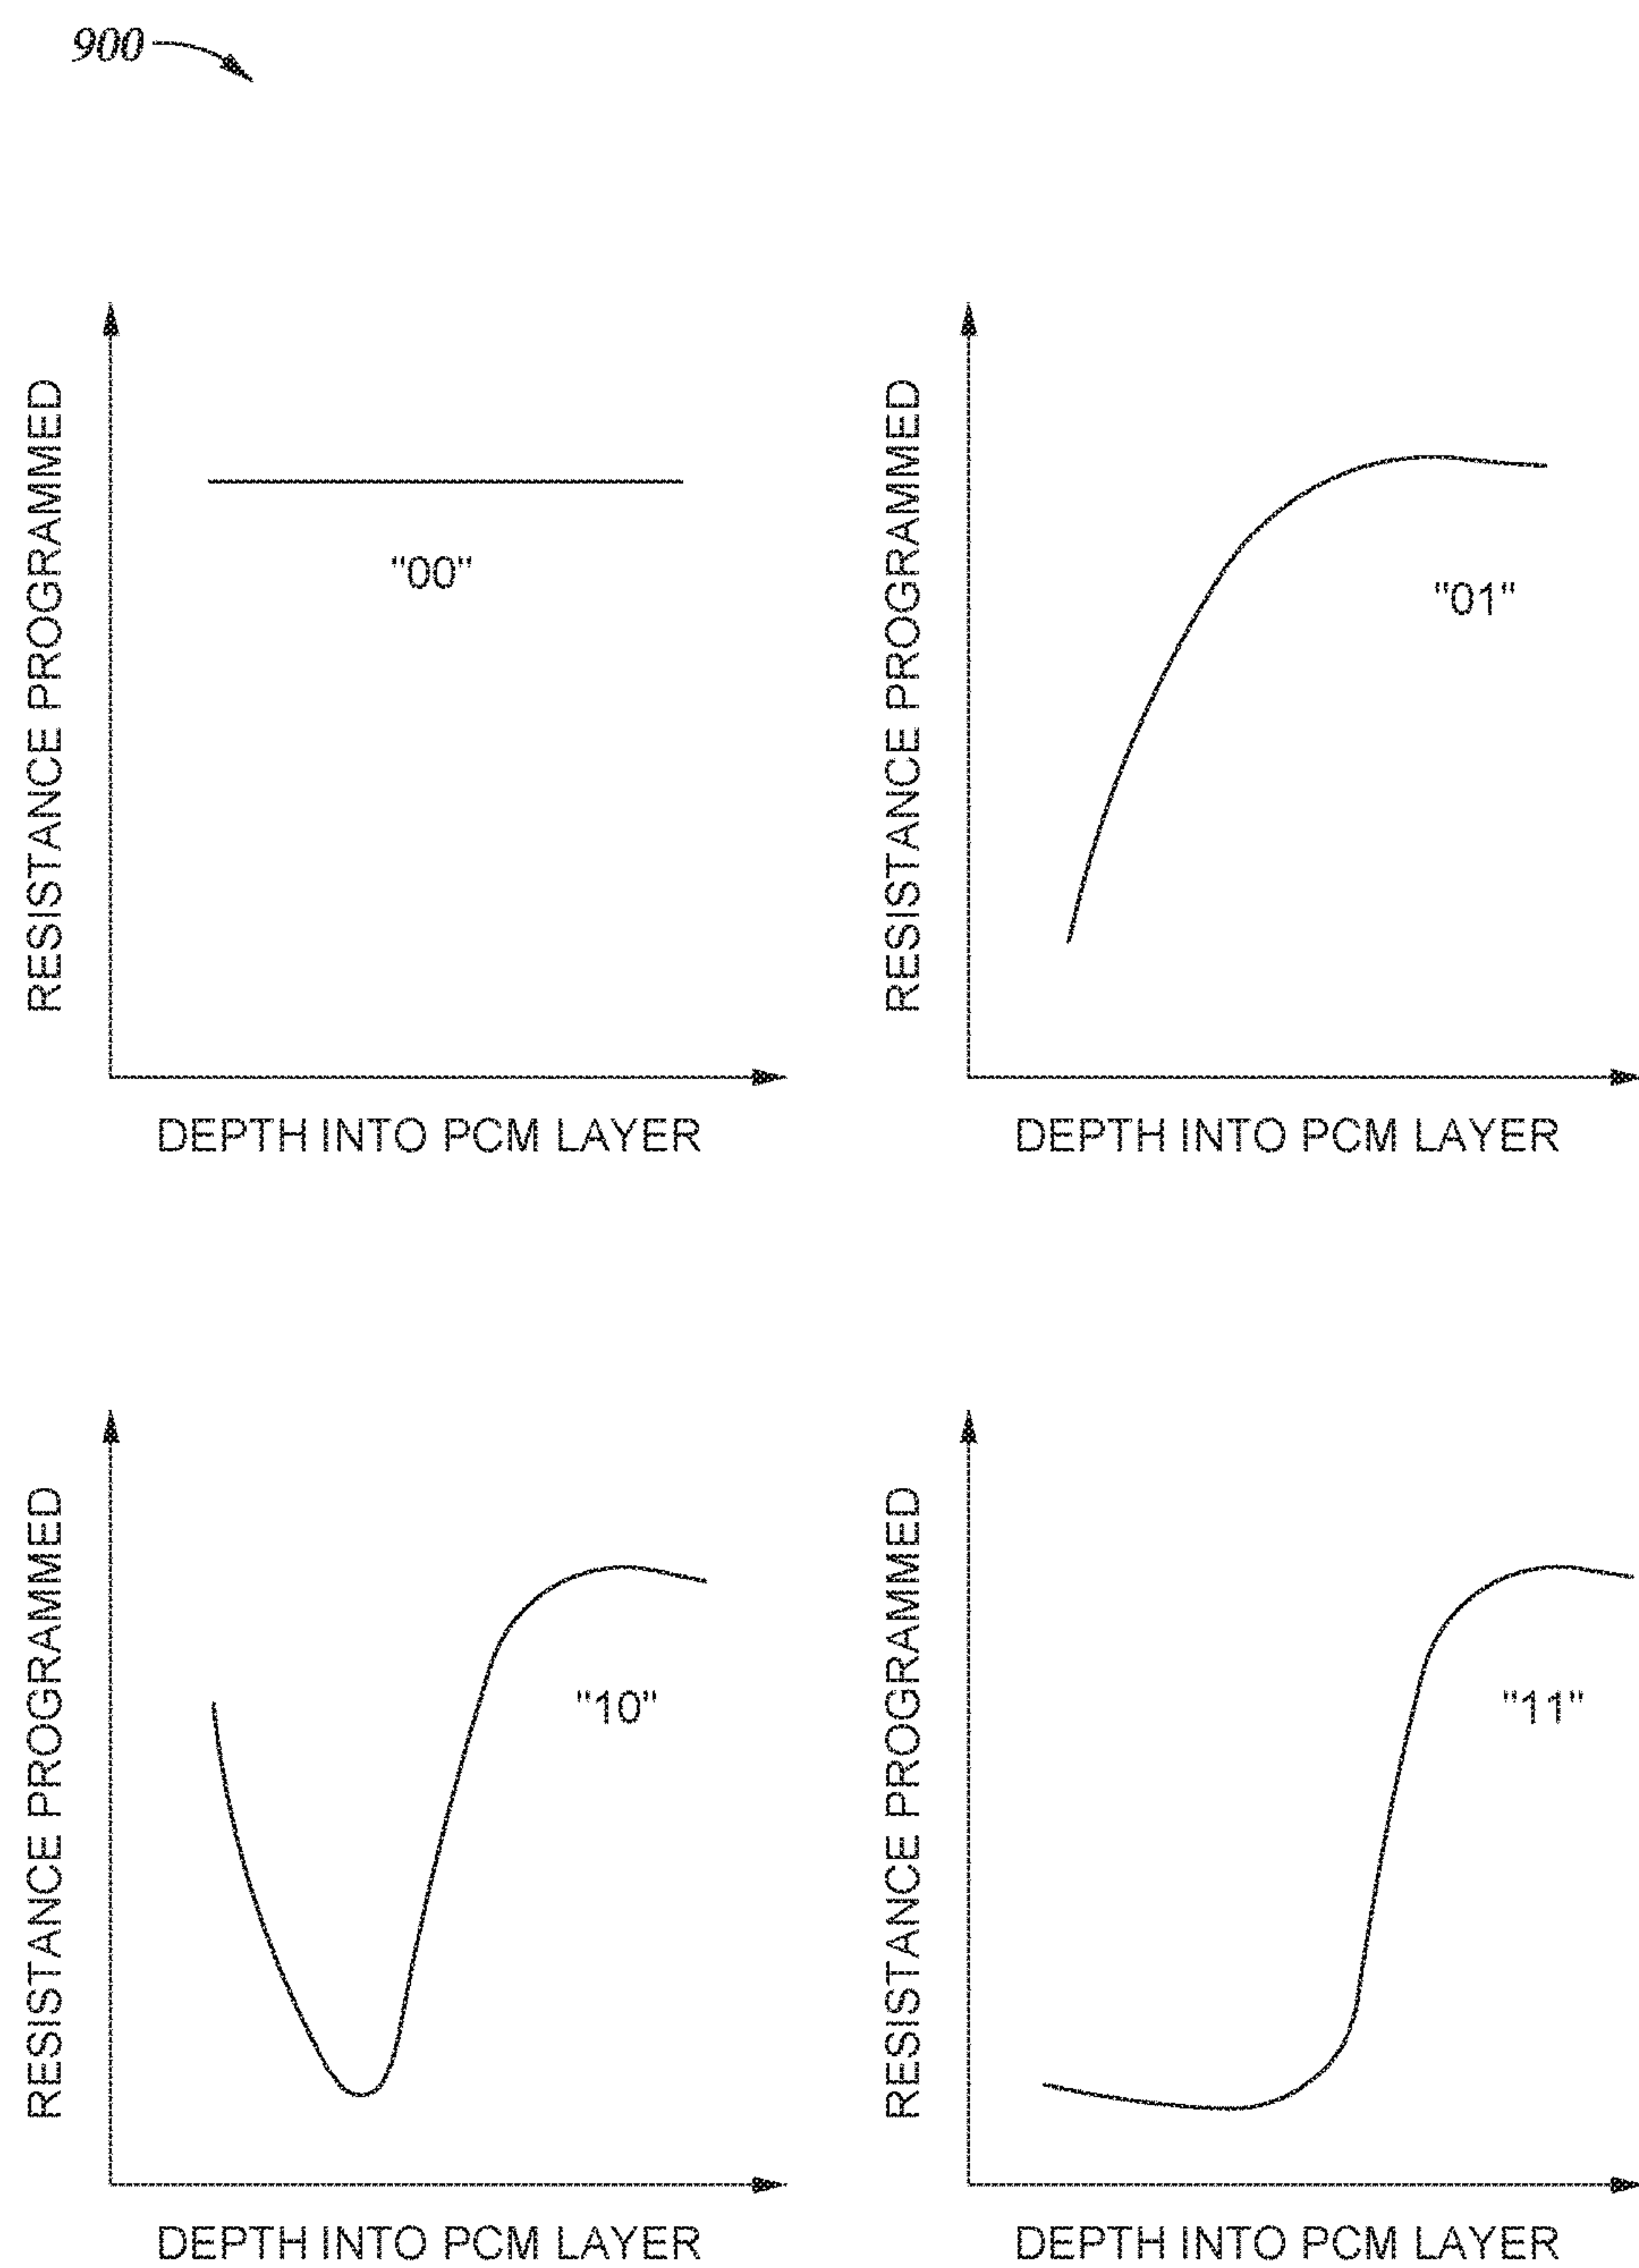 900
RESISTANCE PROGRAMMED
"00"
DEPTH INTO PCM LAYER
RESISTANCE PROGRAMMED
"01"
DEPTH INTO PCM LAYER
RESISTANCE PROGRAMMED
"10"
DEPTH INTO PCM LAYER
RESISTANCE PROGRAMMED
"11"
DEPTH INTO PCM LAYER